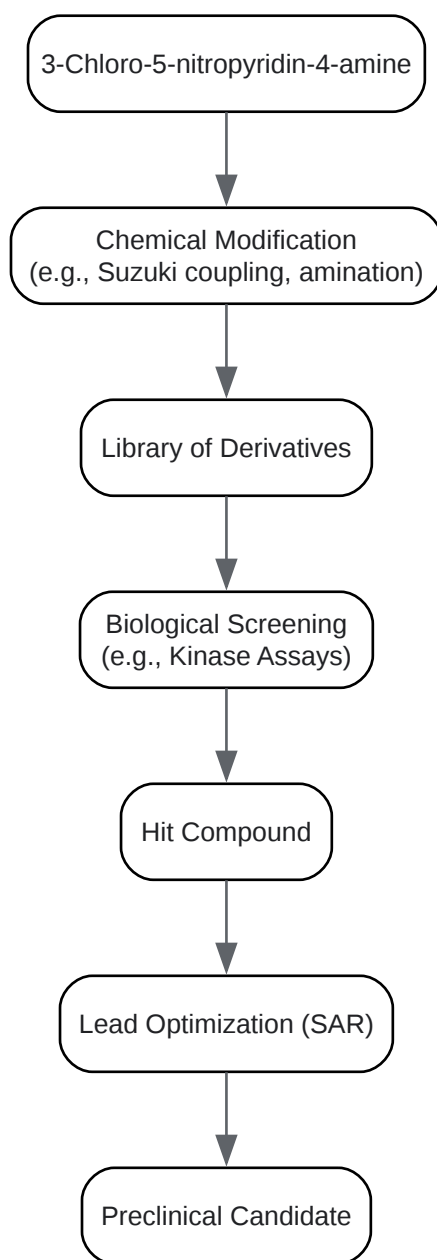 3-Chloro-5-nitropyridin-4-amine
Chemical Modification
(e.g., Suzuki coupling, amination)
Library of Derivatives
Biological Screening
(e.g., Kinase Assays)
Hit Compound
Lead Optimization (SAR)
Preclinical Candidate